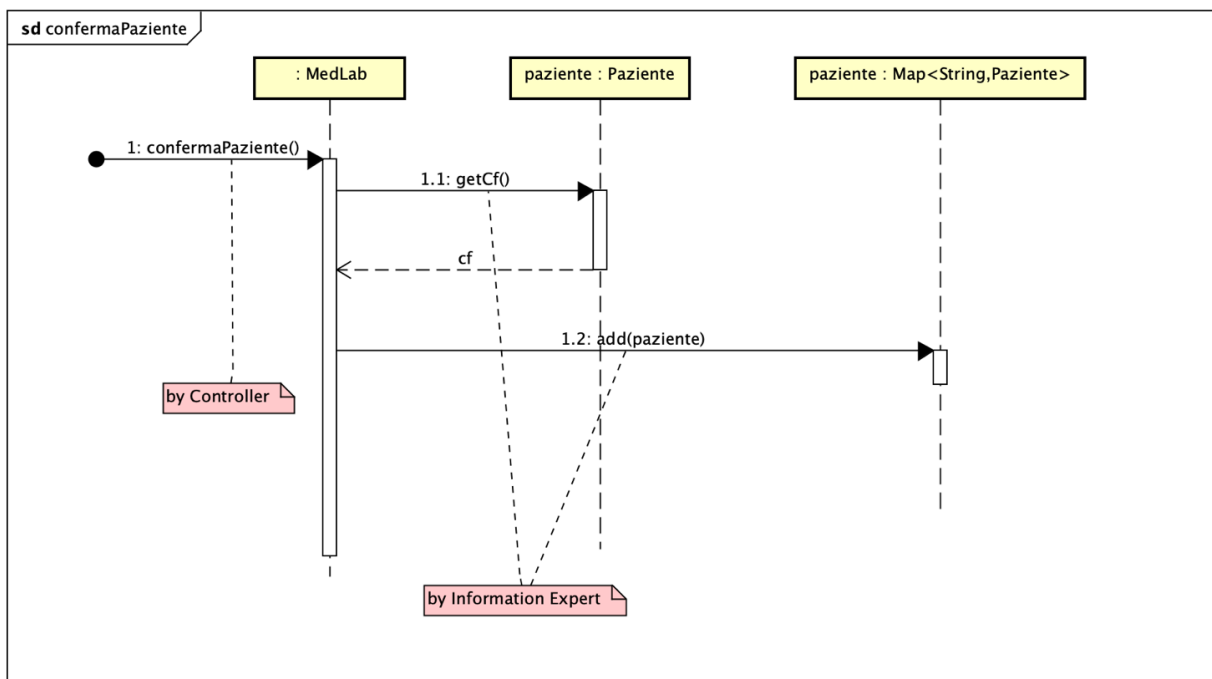 sd confermaPaziente
: MedLab
paziente : Paziente
paziente : Map<String,Paziente>
1: confermaPaziente()
1.1: getCf()
cf
1.2: add(paziente)
by Controller
by Information Expert